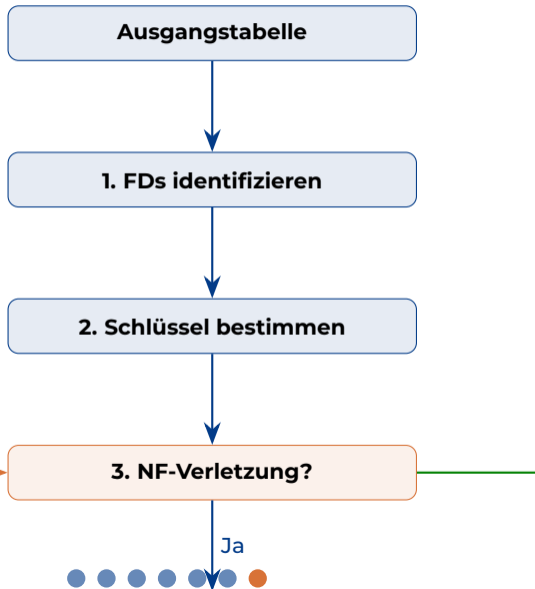 Ausgangstabelle
1. FDs identifizieren
2. Schlüssel bestimmen
3. NF-Verletzung?
Ja